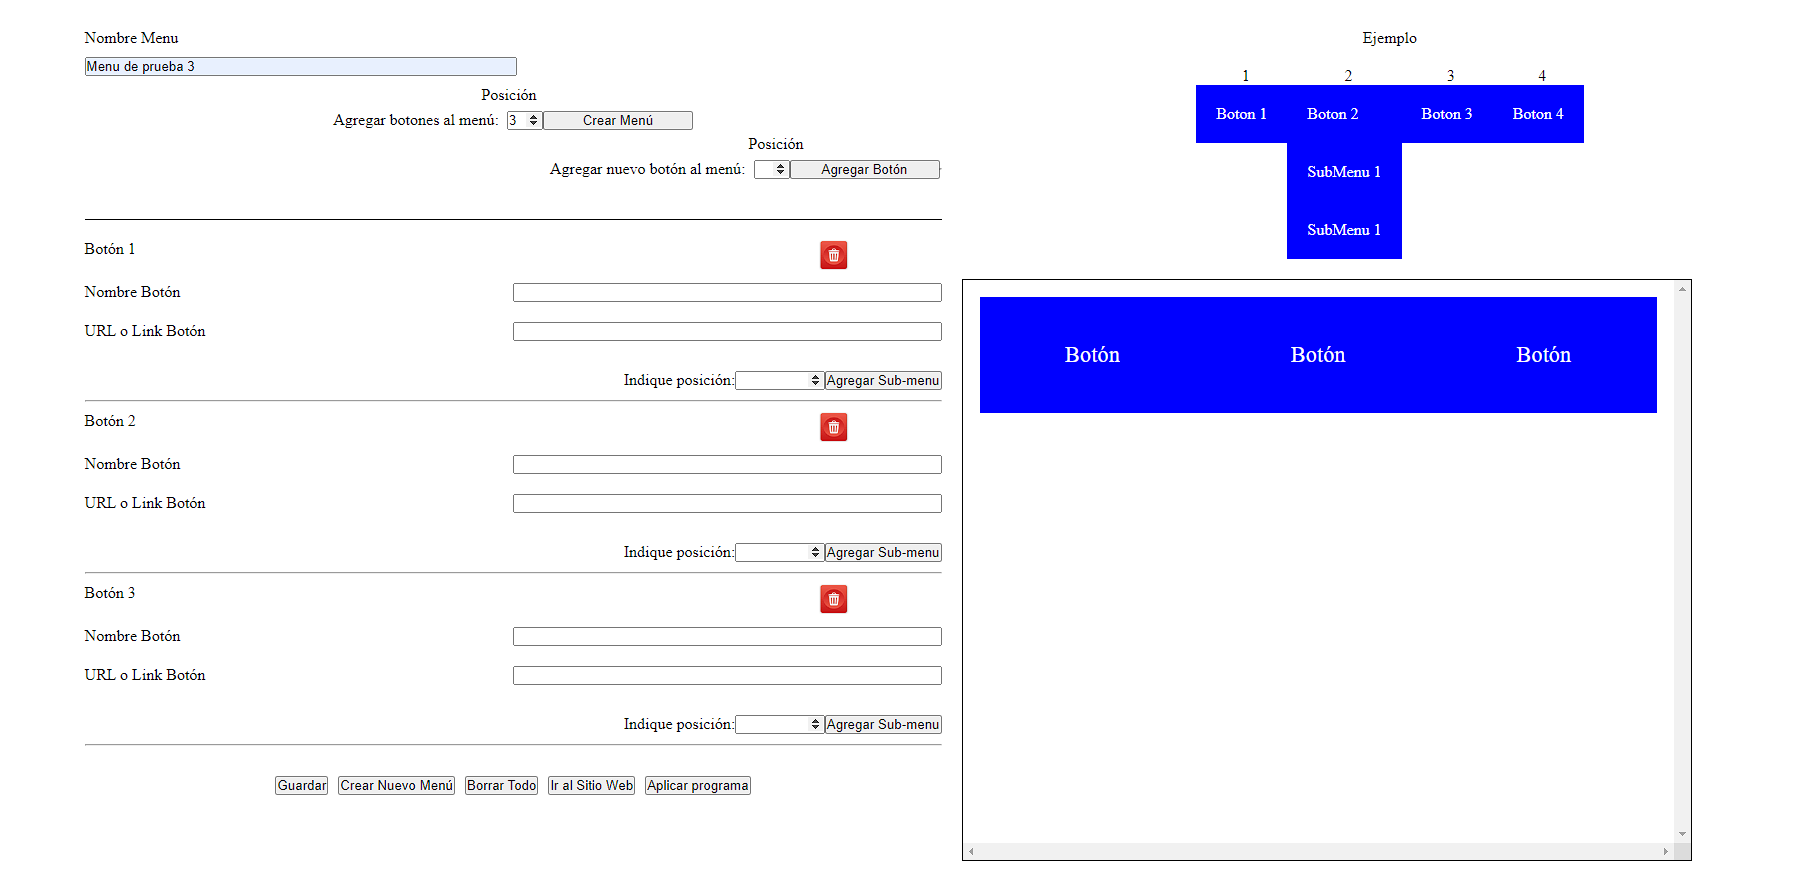 Nombre Menu
Menu de prueba 3
Posición
Agregar botones al menú: 3 Crear Menú
Posición
Agregar nuevo botón al menú: Agregar Botón
Botón 1
Nombre Botón
URL o Link Botón
Indique posición: Agregar Sub-menu
Botón 2
Nombre Botón
URL o Link Botón
Indique posición: Agregar Sub-menu
Botón 3
Nombre Botón
URL o Link Botón
Indique posición: Agregar Sub-menu
Guardar Crear Nuevo Menú Borrar Todo Ir al Sitio Web Aplicar programa
Ejemplo
1 2 3 4
Boton 1 Boton 2 Boton 3 Boton 4
SubMenu 1
SubMenu 1
Botón Botón Botón